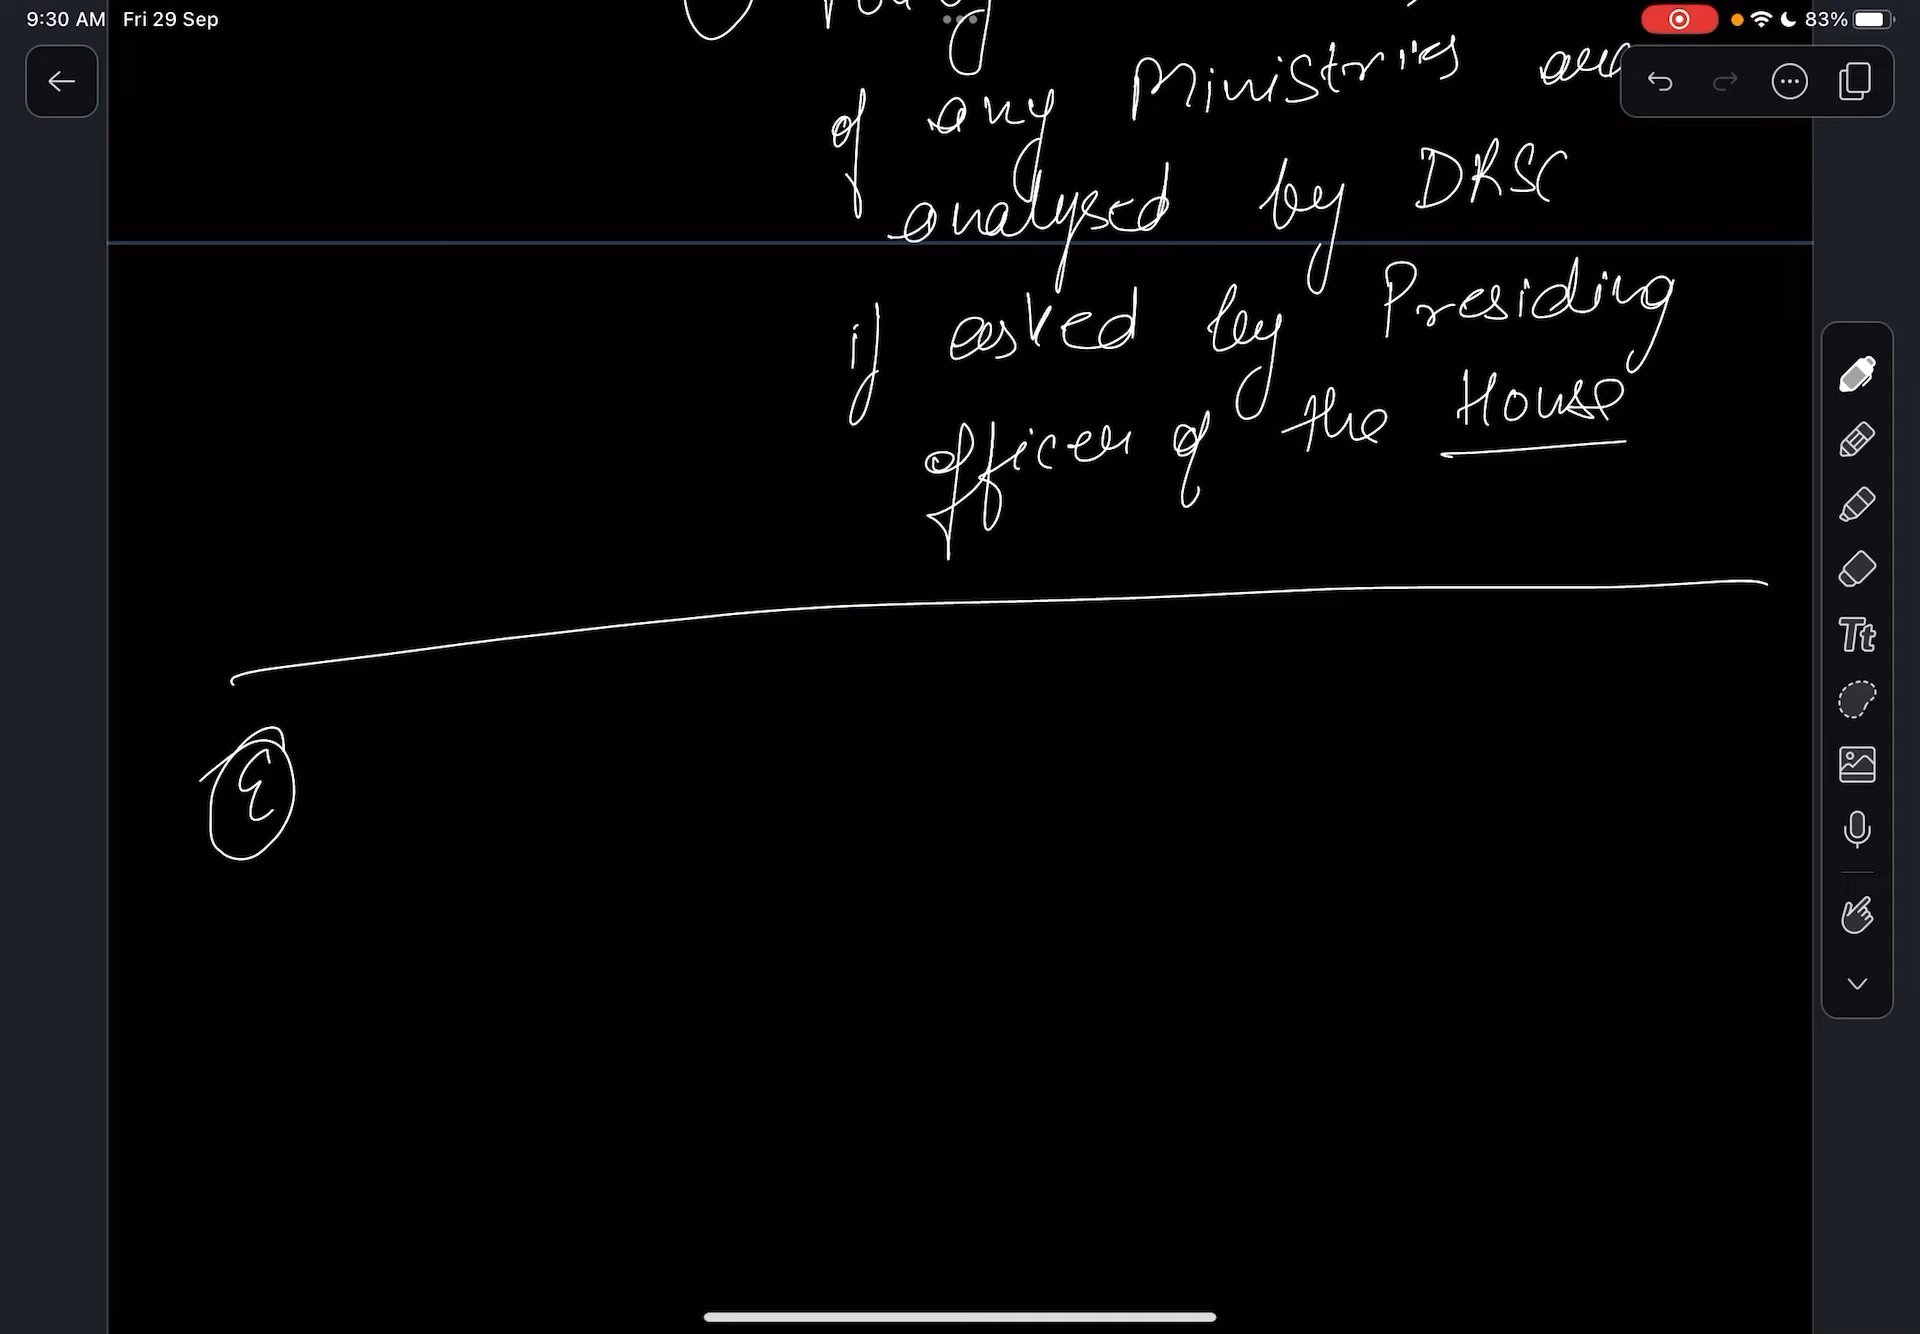 9:30 AM Fri 29 Sep
83%
of any Ministries are
analysed by DRSC
if asked by Presiding
officer of the House
Tt